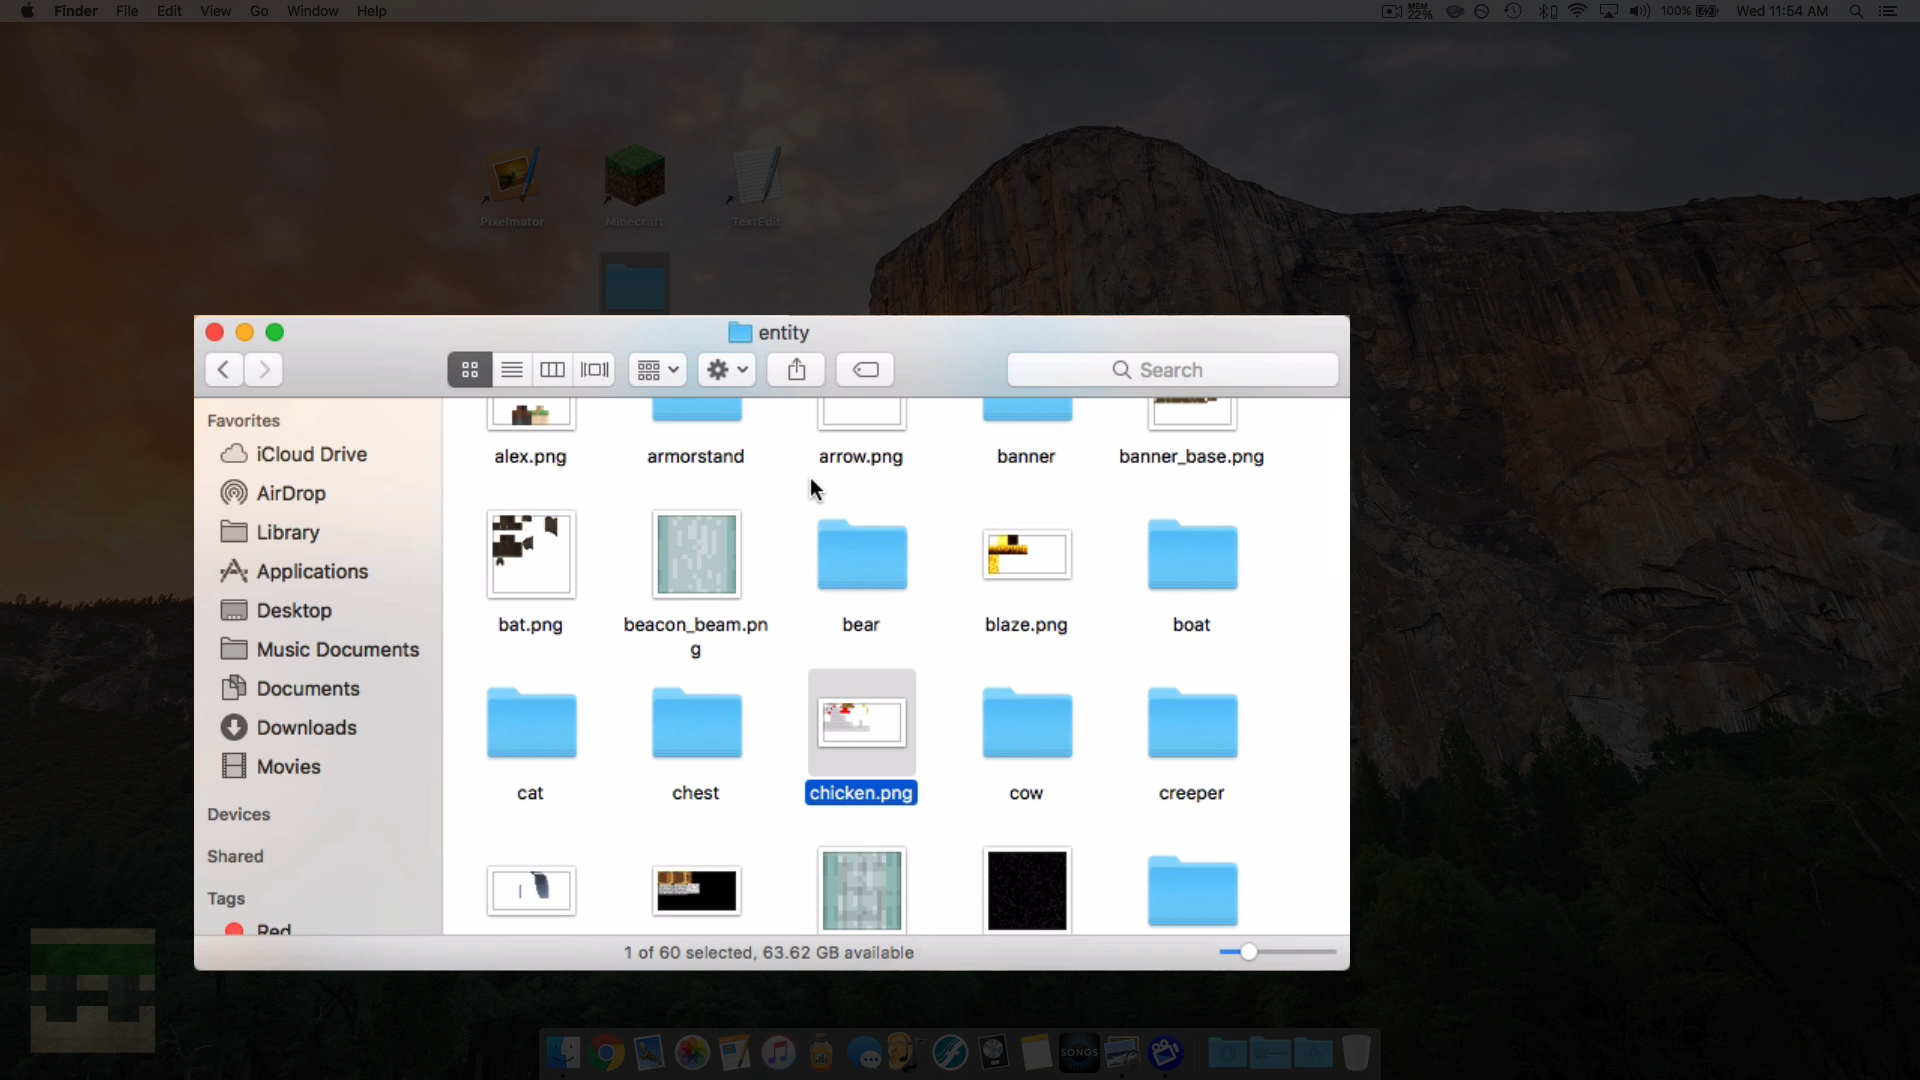 Finder File Edit View Go Window Help
MEM
22%
100%
Wed 11:54 AM
Pixelmator
Minecraft
TextEdit
entity
Search
Favorites
iCloud Drive
AirDrop
Library
Applications
Desktop
Music Documents
Documents
Downloads
Movies
Devices
Shared
Tags
Red
alex.png
armorstand
arrow.png
banner
banner_base.png
bat.png
beacon_beam.pn
g
bear
blaze.png
boat
cat
chest
chicken.png
cow
creeper
1 of 60 selected, 63.62 GB available
SONOS